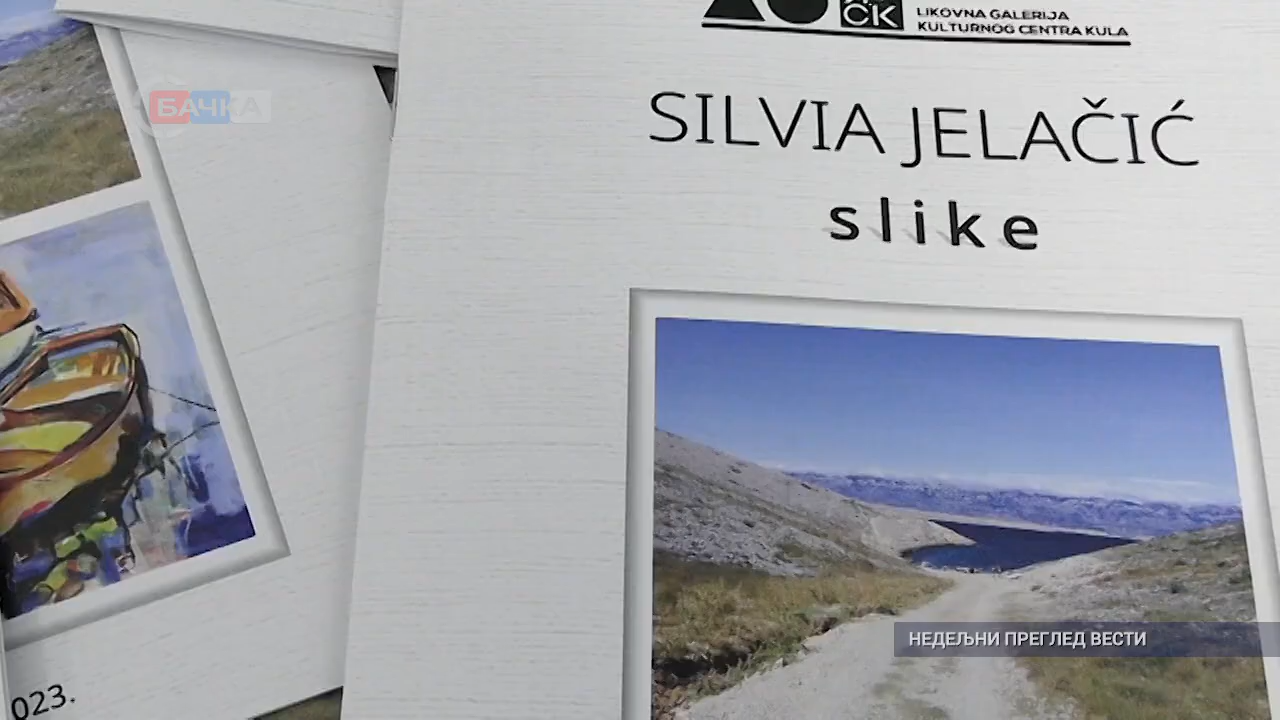 ČK
LIKOVNA GALERIJA
KULTURNOG CENTRA KULA
БАЧКА
SILVIA JELAČIĆ
slike
НЕДЕЉНИ ПРЕГЛЕД ВЕСТИ
023.